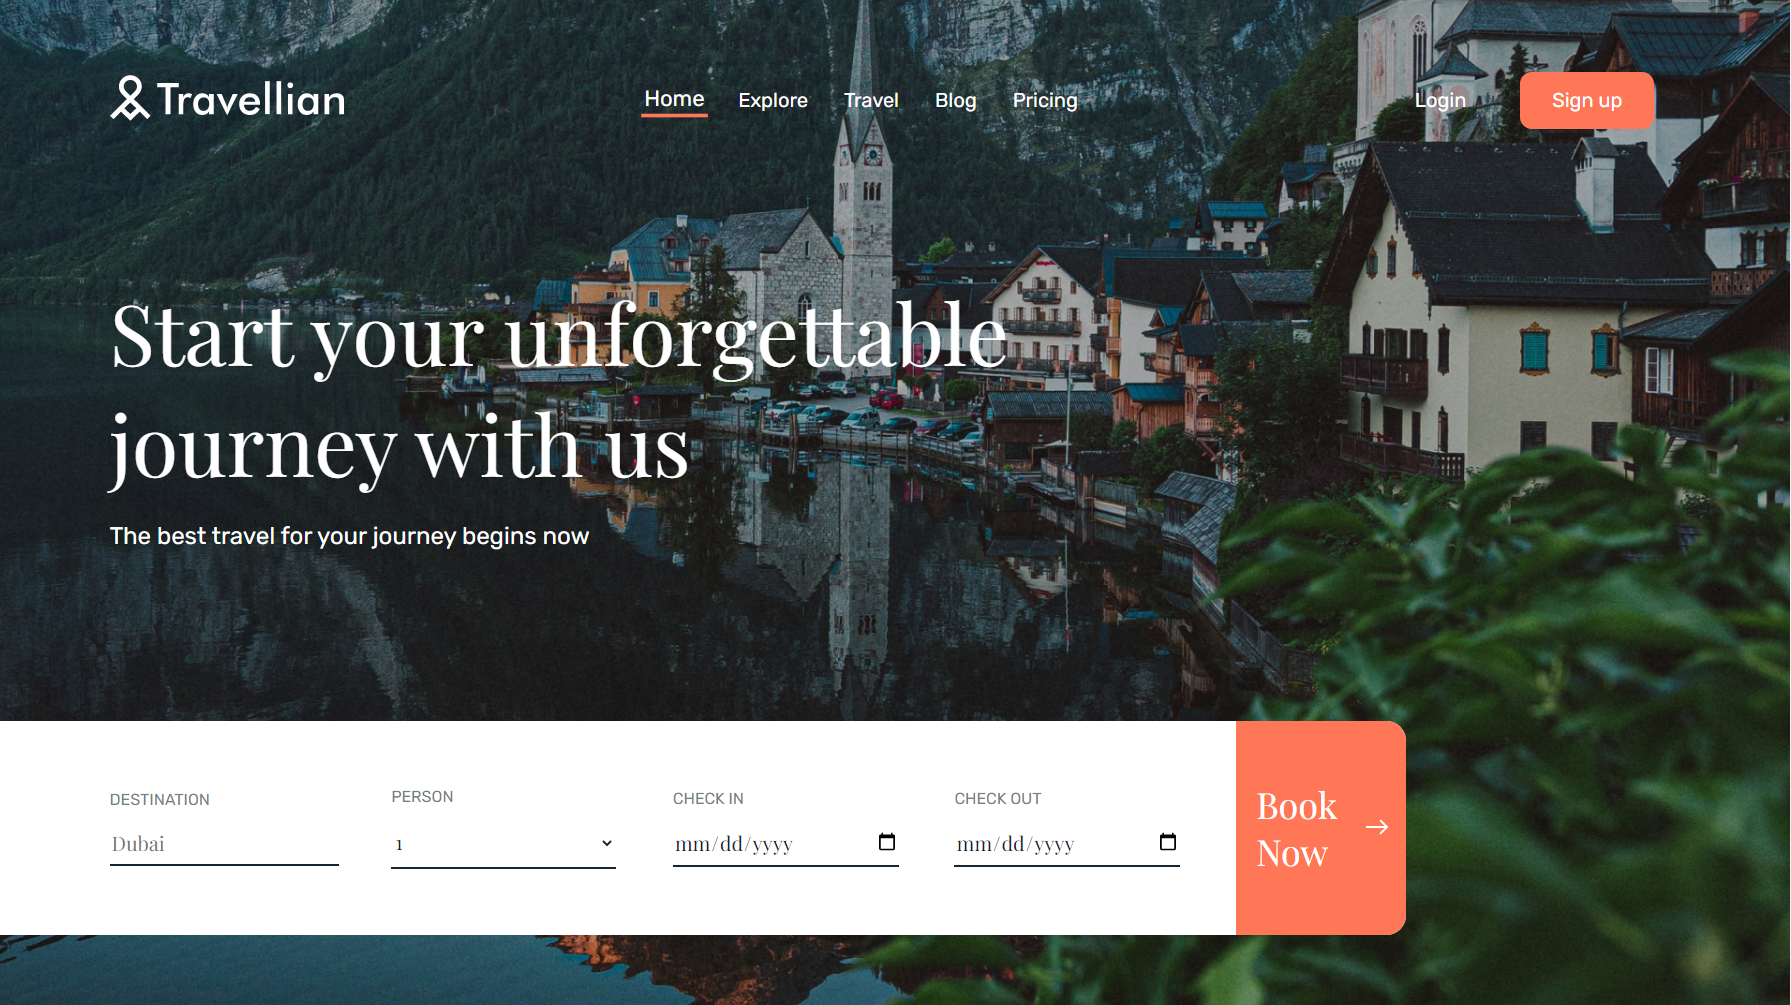 Travellian
Home Explore Travel Blog Pricing
Login Sign up
Start your unforgettable
journey with us
The best travel for your journey begins now
DESTINATION PERSON CHECK IN CHECK OUT
Dubai 1 mm/dd/yyyy mm/dd/yyyy
Book
Now